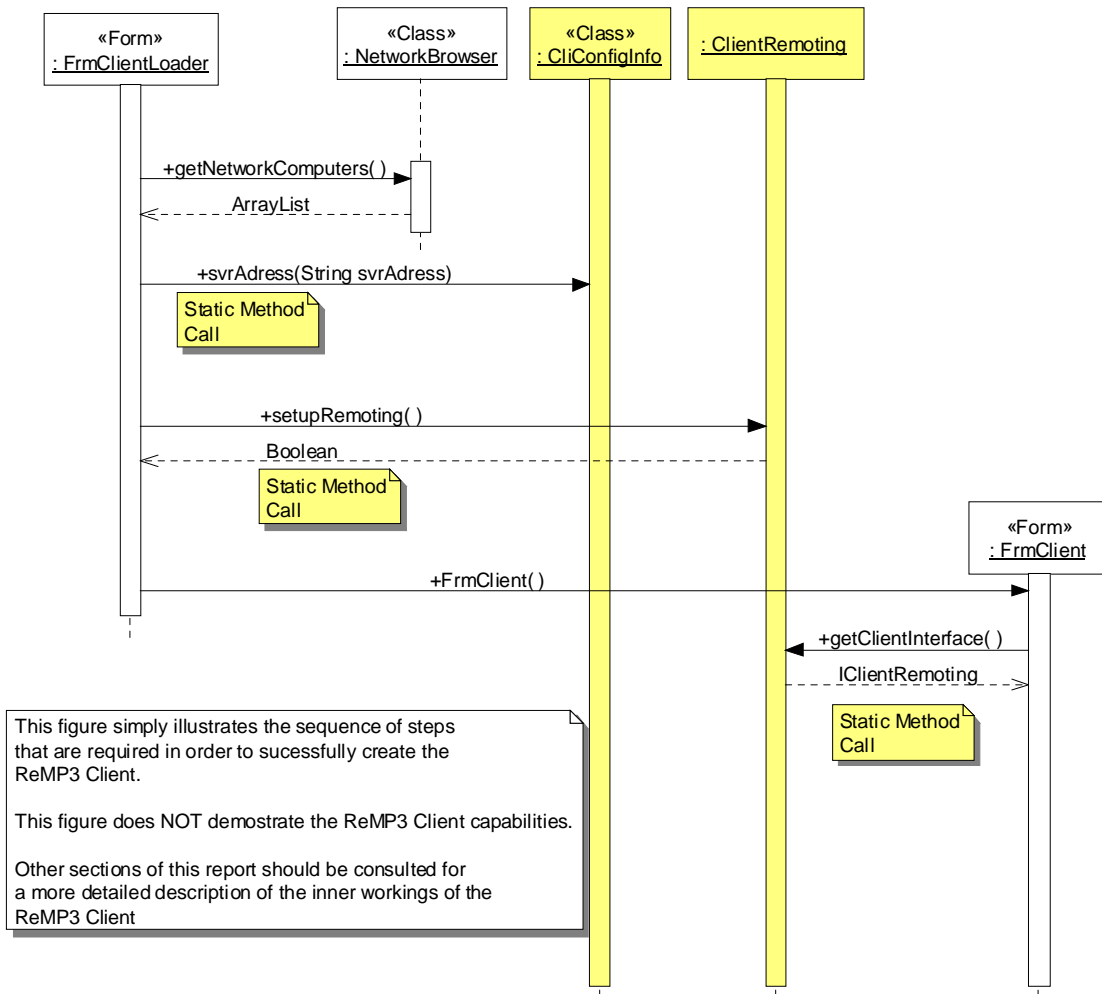 «Form»
: FrmClientLoader
«Class»
: NetworkBrowser
«Class»
: CliConfigInfo
: ClientRemoting
+getNetworkComputers( )
ArrayList
+svrAdress(String svrAdress)
Static Method
Call
+setupRemoting( )
Boolean
Static Method
Call
«Form»
: FrmClient
+FrmClient()
+getClientInterface( )
IClientRemoting
Static Method
Call
This figure simply illustrates the sequence of steps
that are required in order to sucessfully create the
ReMP3 Client.
This figure does NOT demostrate the ReMP3 Client capabilities.
Other sections of this report should be consulted for
a more detailed description of the inner workings of the
ReMP3 Client